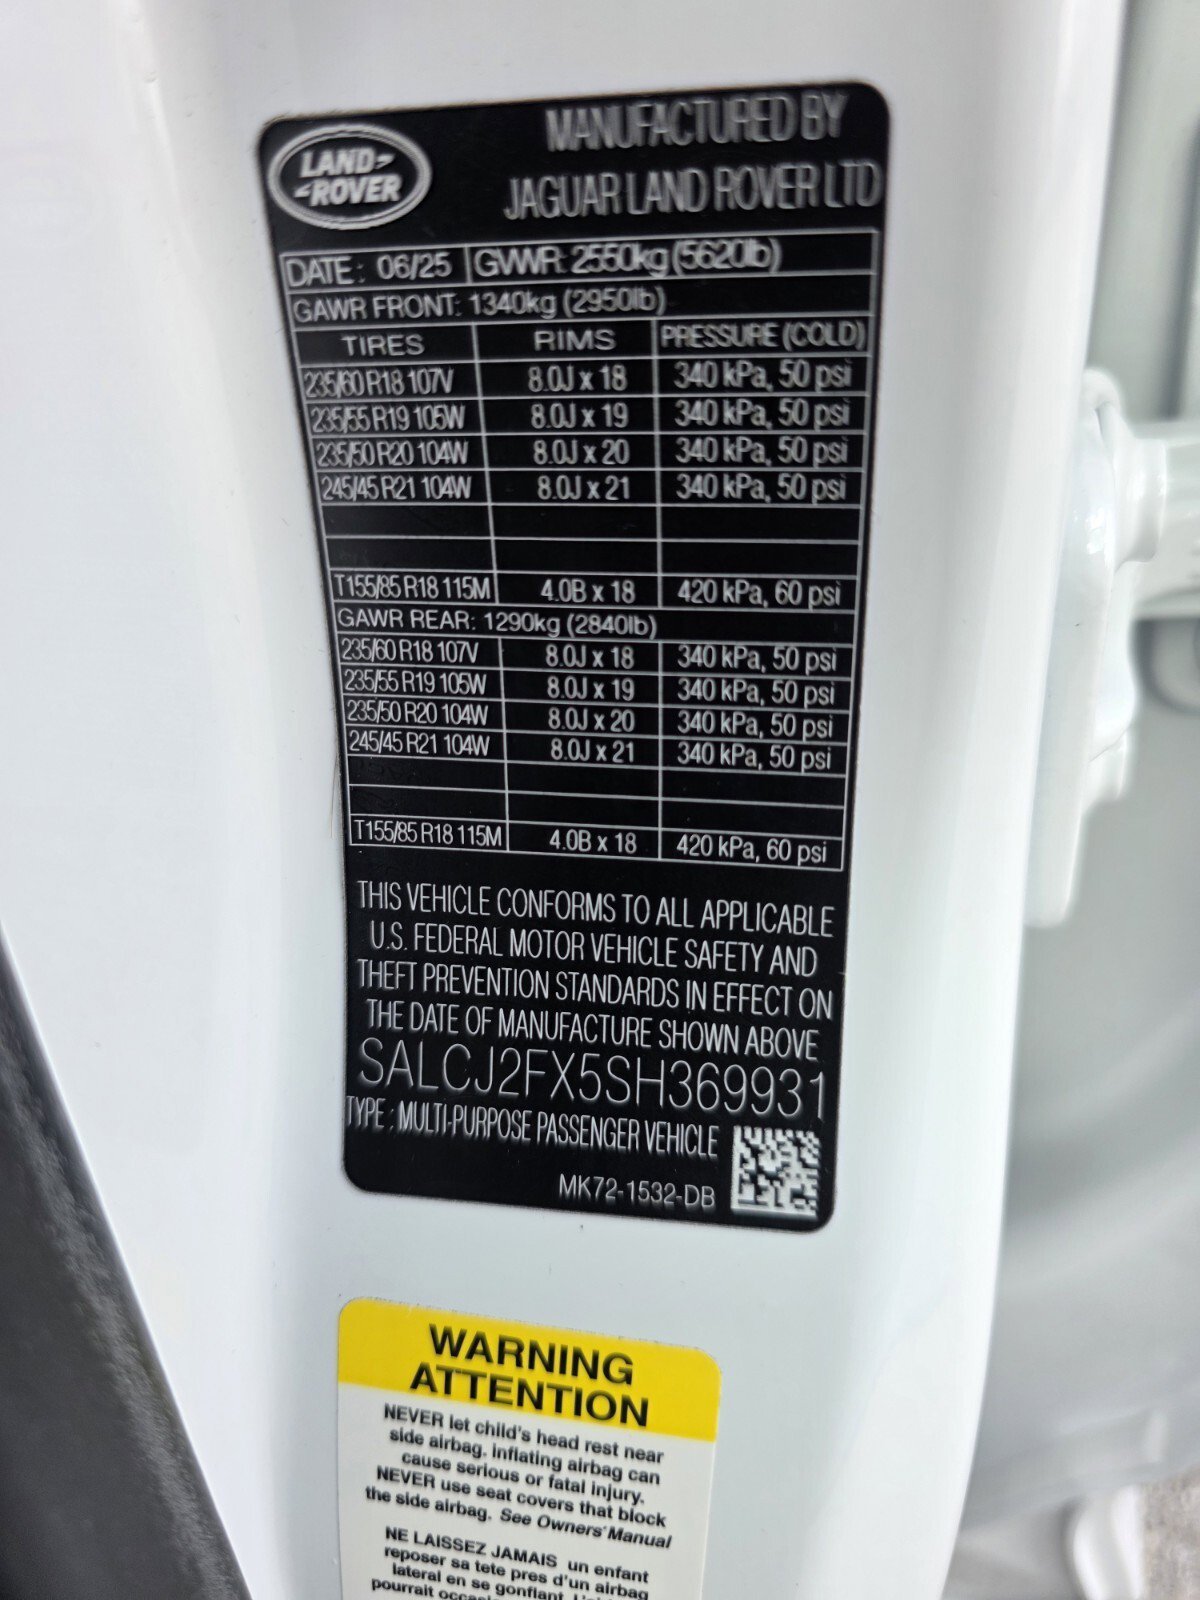 LAND-
-ROVER
MANUFACTURED BY
JAGUAR LAND ROVER LTD
DATE: 06/25 GVWR: 2550kg (5620lb)
GAWR FRONT: 1340kg (2950lb)
TIRES RIMS PRESSURE (COLD)
235/60 R18 107V 8.0J x 18 340 kPa, 50 psi
235/55 R19 105W 8.0J x 19 340 kPa, 50 psi
235/50 R20 104W 8.0J x 20 340 kPa, 50 psi
245/45 R21 104W 8.0J x 21 340 kPa, 50 psi
T155/85 R18 115M 4.0B x 18 420 kPa, 60 psi
GAWR REAR: 1290kg (2840lb)
235/60 R18 107V 8.0J x 18 340 kPa, 50 psi
235/55 R19 105W 8.0J x 19 340 kPa, 50 psi
235/50 R20 104W 8.0J x 20 340 kPa, 50 psi
245/45 R21 104W 8.0J x 21 340 kPa, 50 psi
T155/85 R18 115M 4.0B x 18 420 kPa, 60 psi
THIS VEHICLE CONFORMS TO ALL APPLICABLE
U.S. FEDERAL MOTOR VEHICLE SAFETY AND
THEFT PREVENTION STANDARDS IN EFFECT ON
THE DATE OF MANUFACTURE SHOWN ABOVE
SALCJ2FX5SH369931
TYPE : MULTI-PURPOSE PASSENGER VEHICLE
MK72-1532-DB
WARNING
ATTENTION
NEVER let child's head rest near
side airbag. Inflating airbag can
cause serious or fatal injury.
NEVER use seat covers that block
the side airbag. See Owners' Manual
NE LAISSEZ JAMAIS un enfant
reposer sa tete pres d'un airbag
lateral en se gonflant.
pourrait